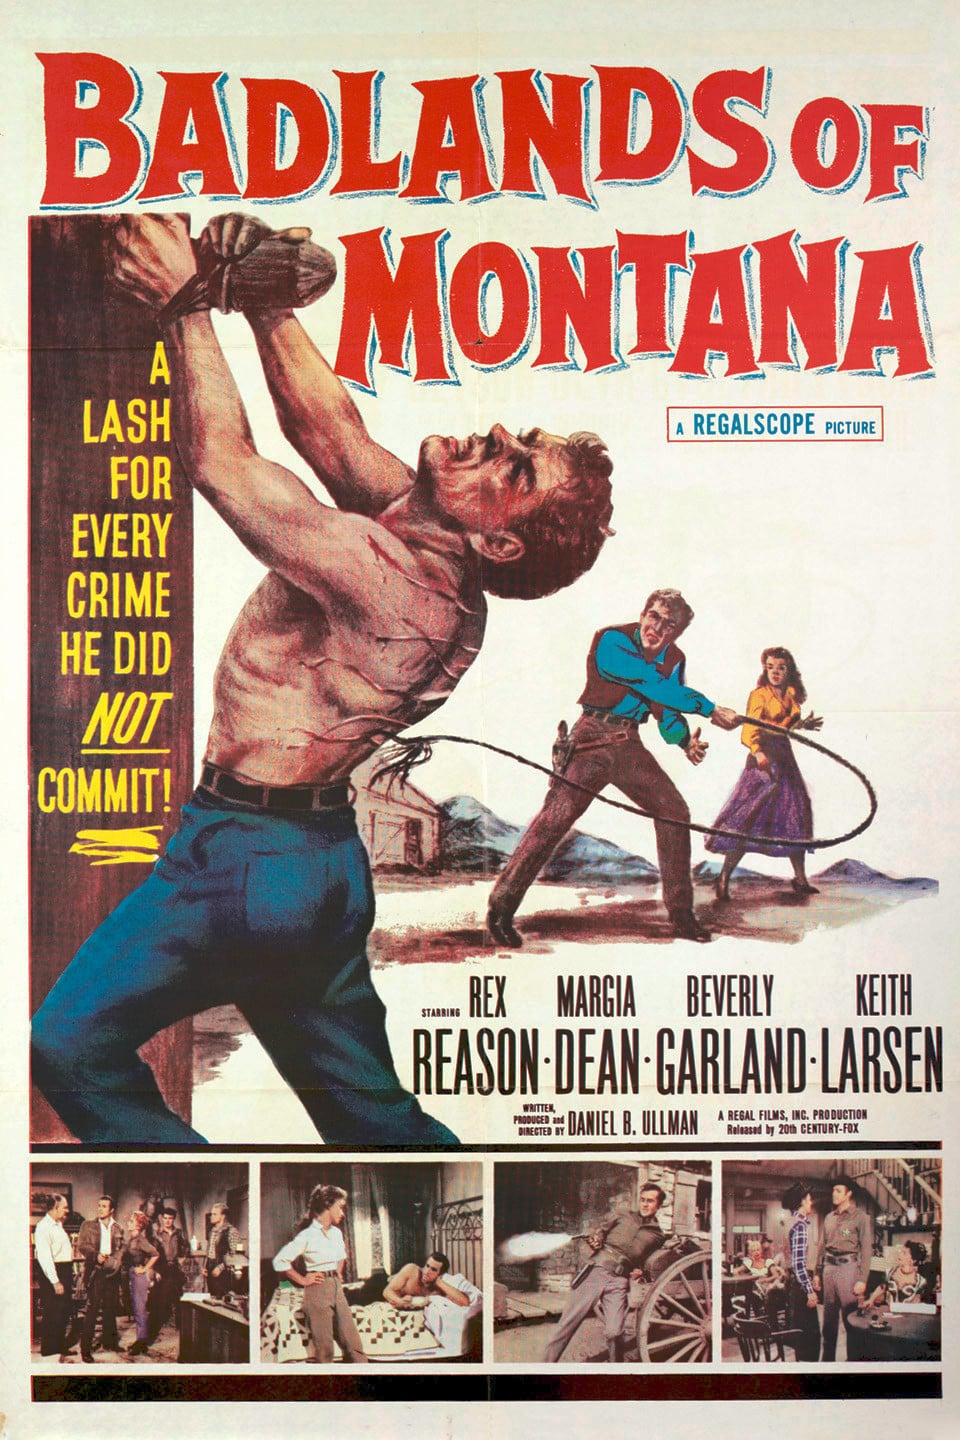 BADLANDS OF
MONTANA
A REGALSCOPE PICTURE
A
LASH
FOR
EVERY
CRIME
HE DID
NOT
COMMIT!
STARRING REX MARGIA BEVERLY KEITH
REASON · DEAN · GARLAND · LARSEN
WRITTEN,
PRODUCED and
DIRECTED BY DANIEL B. ULLMAN
A REGAL FILMS, INC. PRODUCTION
Released by 20th CENTURY-FOX